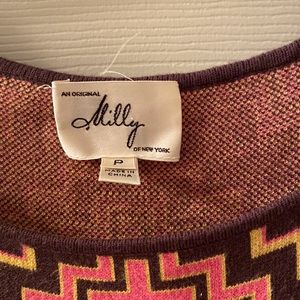 AN ORIGINAL
Milly
OF NEW YORK
P
MADE IN
CHINA